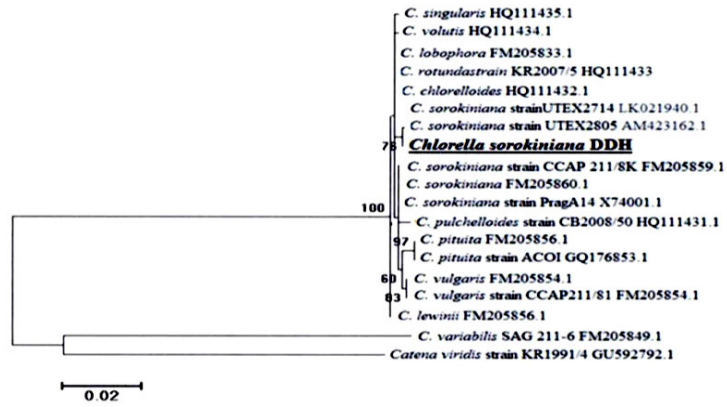 C. singularis HQ111435.1
C. volutis HQ111434.1
C. lobophora FM205833.1
C. rotundastrain KR2007/5 HQ111433
C. chlorelloides HQ111432.1
C. sorokiniana strainUTEX2714 LK021940.1
C. sorokiniana strain UTEX2805 AM423162.1
76
Chlorella sorokiniana DDH
C. sorokiniana strain CCAP 211/8K FM205859.1
C. sorokiniana FM205860.1
C. sorokiniana strain PragA14 X74001.1
100
C. pulchelloides strain CB2008/50 HQ111431.1
97
C. pituita FM205856.1
C. pituita strain ACOI GQ176853.1
60
C. vulgaris FM205854.1
83
C. vulgaris strain CCAP211/81 FM205854.1
C. lewinii FM205856.1
C. variabilis SAG 211-6 FM205849.1
Catena viridis strain KR1991/4 GU592792.1
0.02